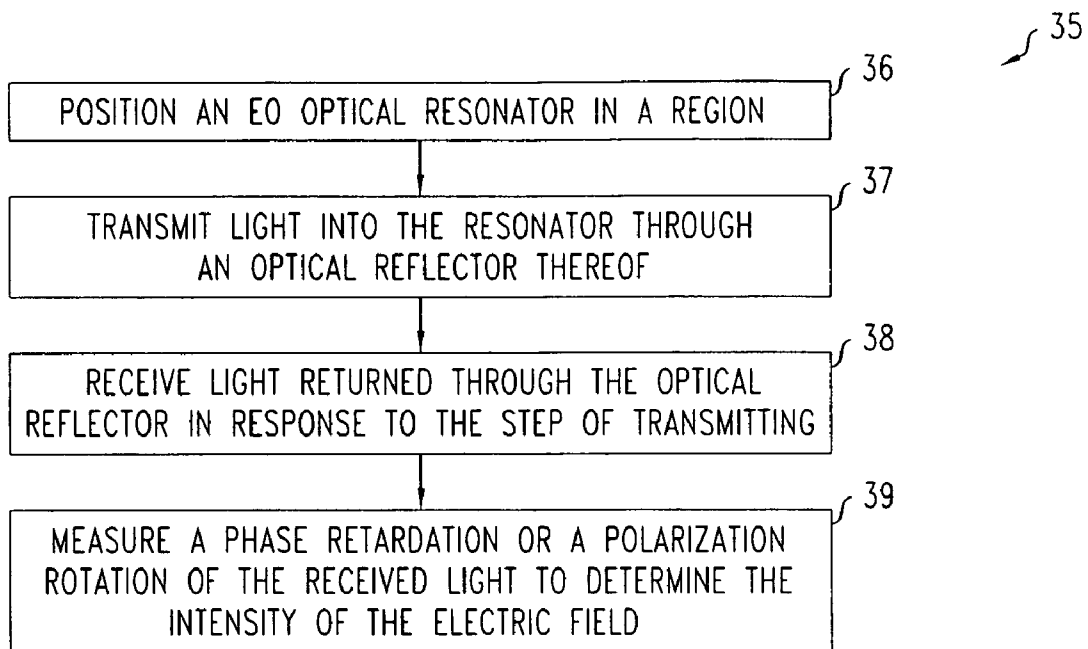 35
36
POSITION AN EO OPTICAL RESONATOR IN A REGION
37
TRANSMIT LIGHT INTO THE RESONATOR THROUGH
AN OPTICAL REFLECTOR THEREOF
38
RECEIVE LIGHT RETURNED THROUGH THE OPTICAL
REFLECTOR IN RESPONSE TO THE STEP OF TRANSMITTING
39
MEASURE A PHASE RETARDATION OR A POLARIZATION
ROTATION OF THE RECEIVED LIGHT TO DETERMINE THE
INTENSITY OF THE ELECTRIC FIELD